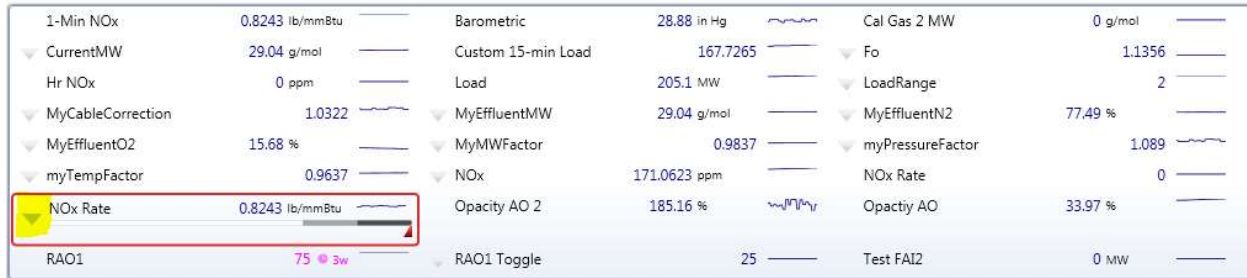 1-Min NOx 0.8243 lb/mmBtu Barometric 28.88 in Hg Cal Gas 2 MW 0 g/mol
CurrentMW 29.04 g/mol Custom 15-min Load 167.7265 Fo 1.1356
Hr NOx 0 ppm Load 205.1 MW LoadRange 2
MyCableCorrection 1.0322 MyEffluentMW 29.04 g/mol MyEffluentN2 77.49 %
MyEffluentO2 15.68 % MyMWFactor 0.9837 myPressureFactor 1.089
myTempFactor 0.9637 NOx 171.0623 ppm NOx Rate 0
NOx Rate 0.8243 lb/mmBtu Opacity AO 2 185.16 % Opactiy AO 33.97 %
RAO1 75 3w RAO1 Toggle 25 Test FAI2 0 MW